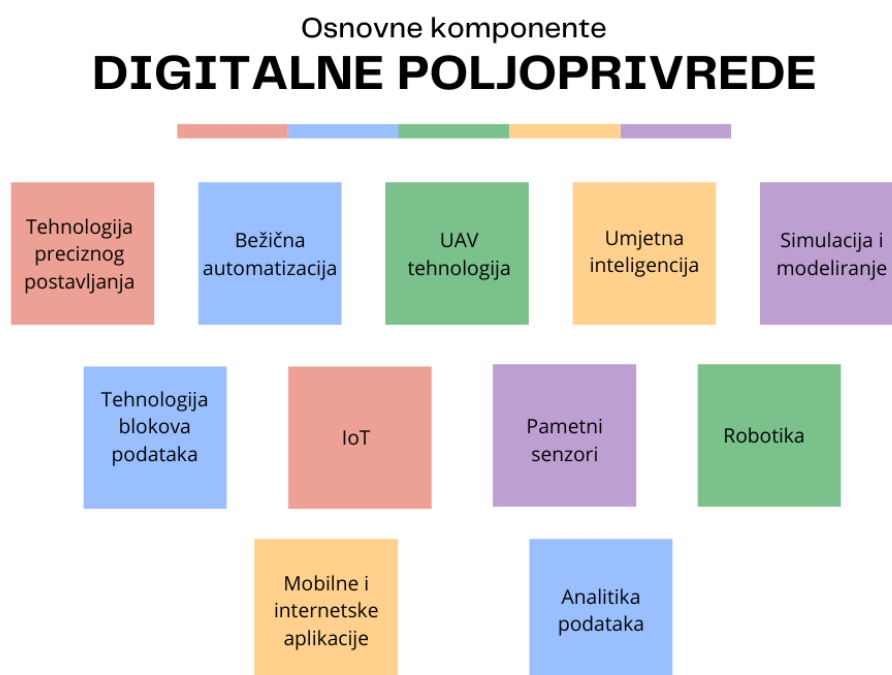 Osnovne komponente
DIGITALNE POLJOPRIVREDE
Tehnologija
preciznog
postavljanja
Bežična
automatizacija
UAV
tehnologija
Umjetna
inteligencija
Simulacija i
modeliranje
Tehnologija
blokova
podataka
IoT
Pametni
senzori
Robotika
Mobilne i
internetske
aplikacije
Analitika
podataka